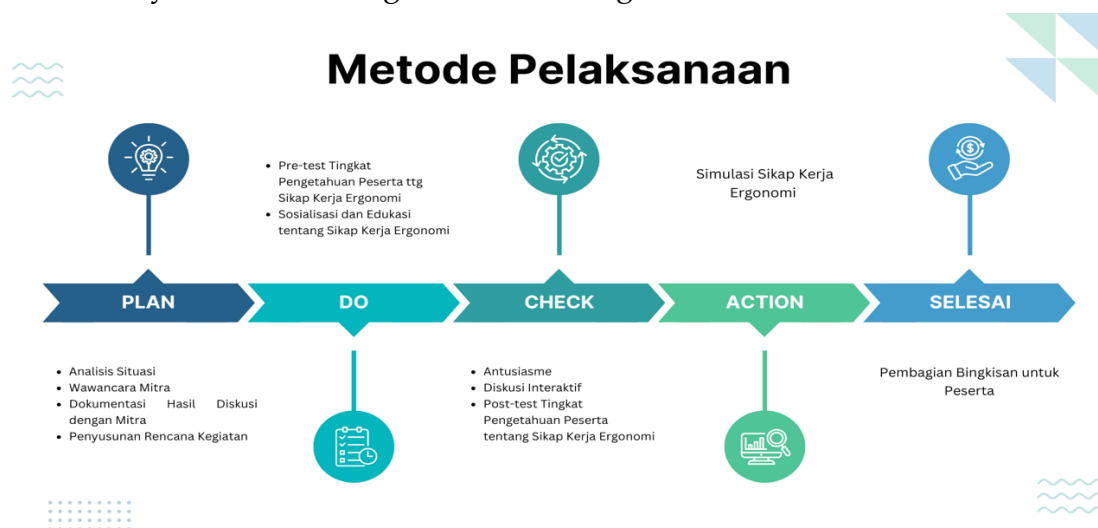 Metode Pelaksanaan
• Pre-test Tingkat
Pengetahuan Peserta ttg
Sikap Kerja Ergonomi
• Sosialisasi dan Edukasi
tentang Sikap Kerja Ergonomi
Simulasi Sikap Kerja
Ergonomi
PLAN
DO
CHECK
ACTION
SELESAI
• Analisis Situasi
• Wawancara Mitra
• Dokumentasi Hasil Diskusi
dengan Mitra
• Penyusunan Rencana Kegiatan
• Antusiasme
• Diskusi Interaktif
• Post-test Tingkat
Pengetahuan Peserta
tentang Sikap Kerja Ergonomi
Pembagian Bingkisan untuk
Peserta